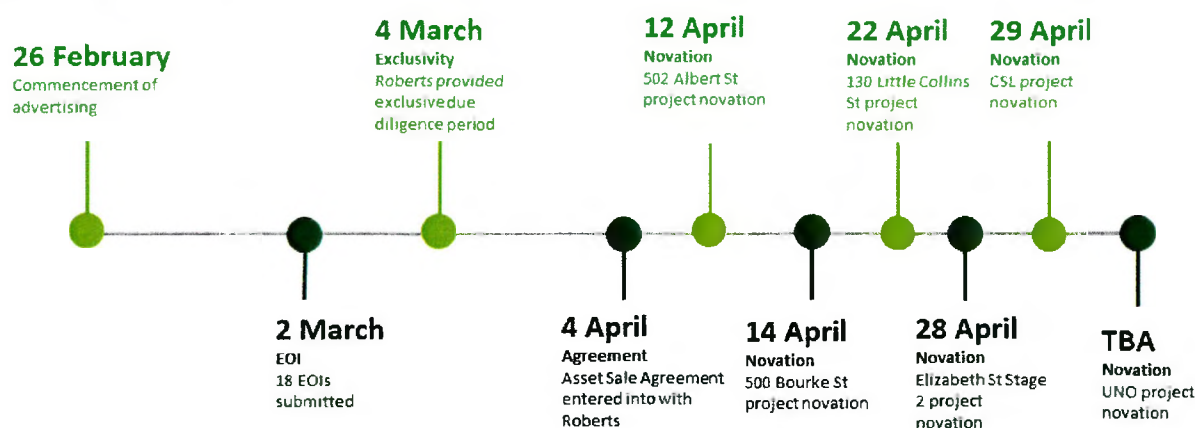 26 February
Commencement of
advertising
2 March
EOI
18 EOIs
submitted
4 March
Exclusivity
Roberts provided
exclusive due
diligence period
4 April
Agreement
Asset Sale Agreement
entered into with
Roberts
12 April
Novation
502 Albert St
project novation
14 April
Novation
500 Bourke St
project novation
22 April
Novation
130 Little Collins
St project
novation
28 April
Novation
Elizabeth St Stage
2 project
novation
29 April
Novation
CSL project
novation
TBA
Novation
UNO project
novation